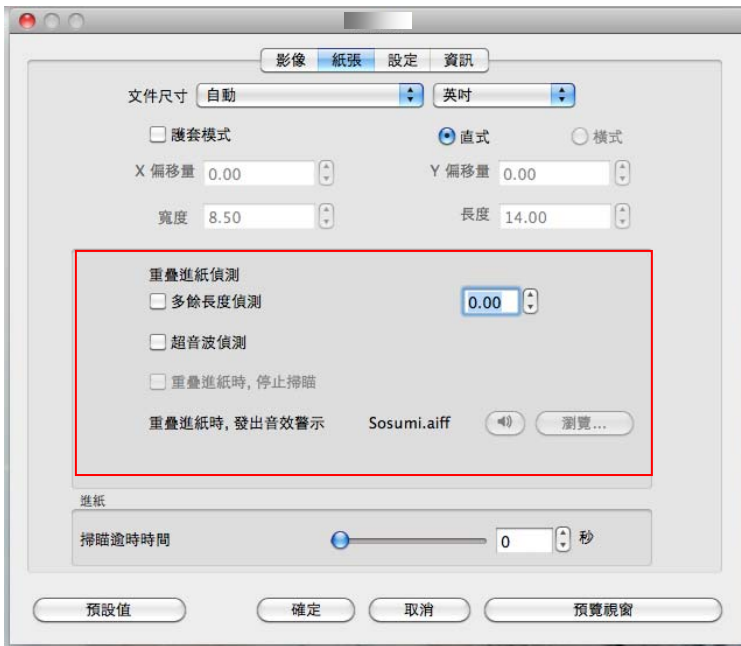 影像 紙張 設定 資訊
文件尺寸 自動 英吋
護套模式 直式 橫式
X 偏移量 0.00 Y 偏移量 0.00
寬度 8.50 長度 14.00
重疊進紙偵測
多餘長度偵測 0.00
超音波偵測
重疊進紙時, 停止掃瞄
重疊進紙時, 發出音效警示 Sosumi.aiff 瀏覽...
進紙
掃瞄逾時時間 0 秒
預設值 確定 取消 預覽視窗